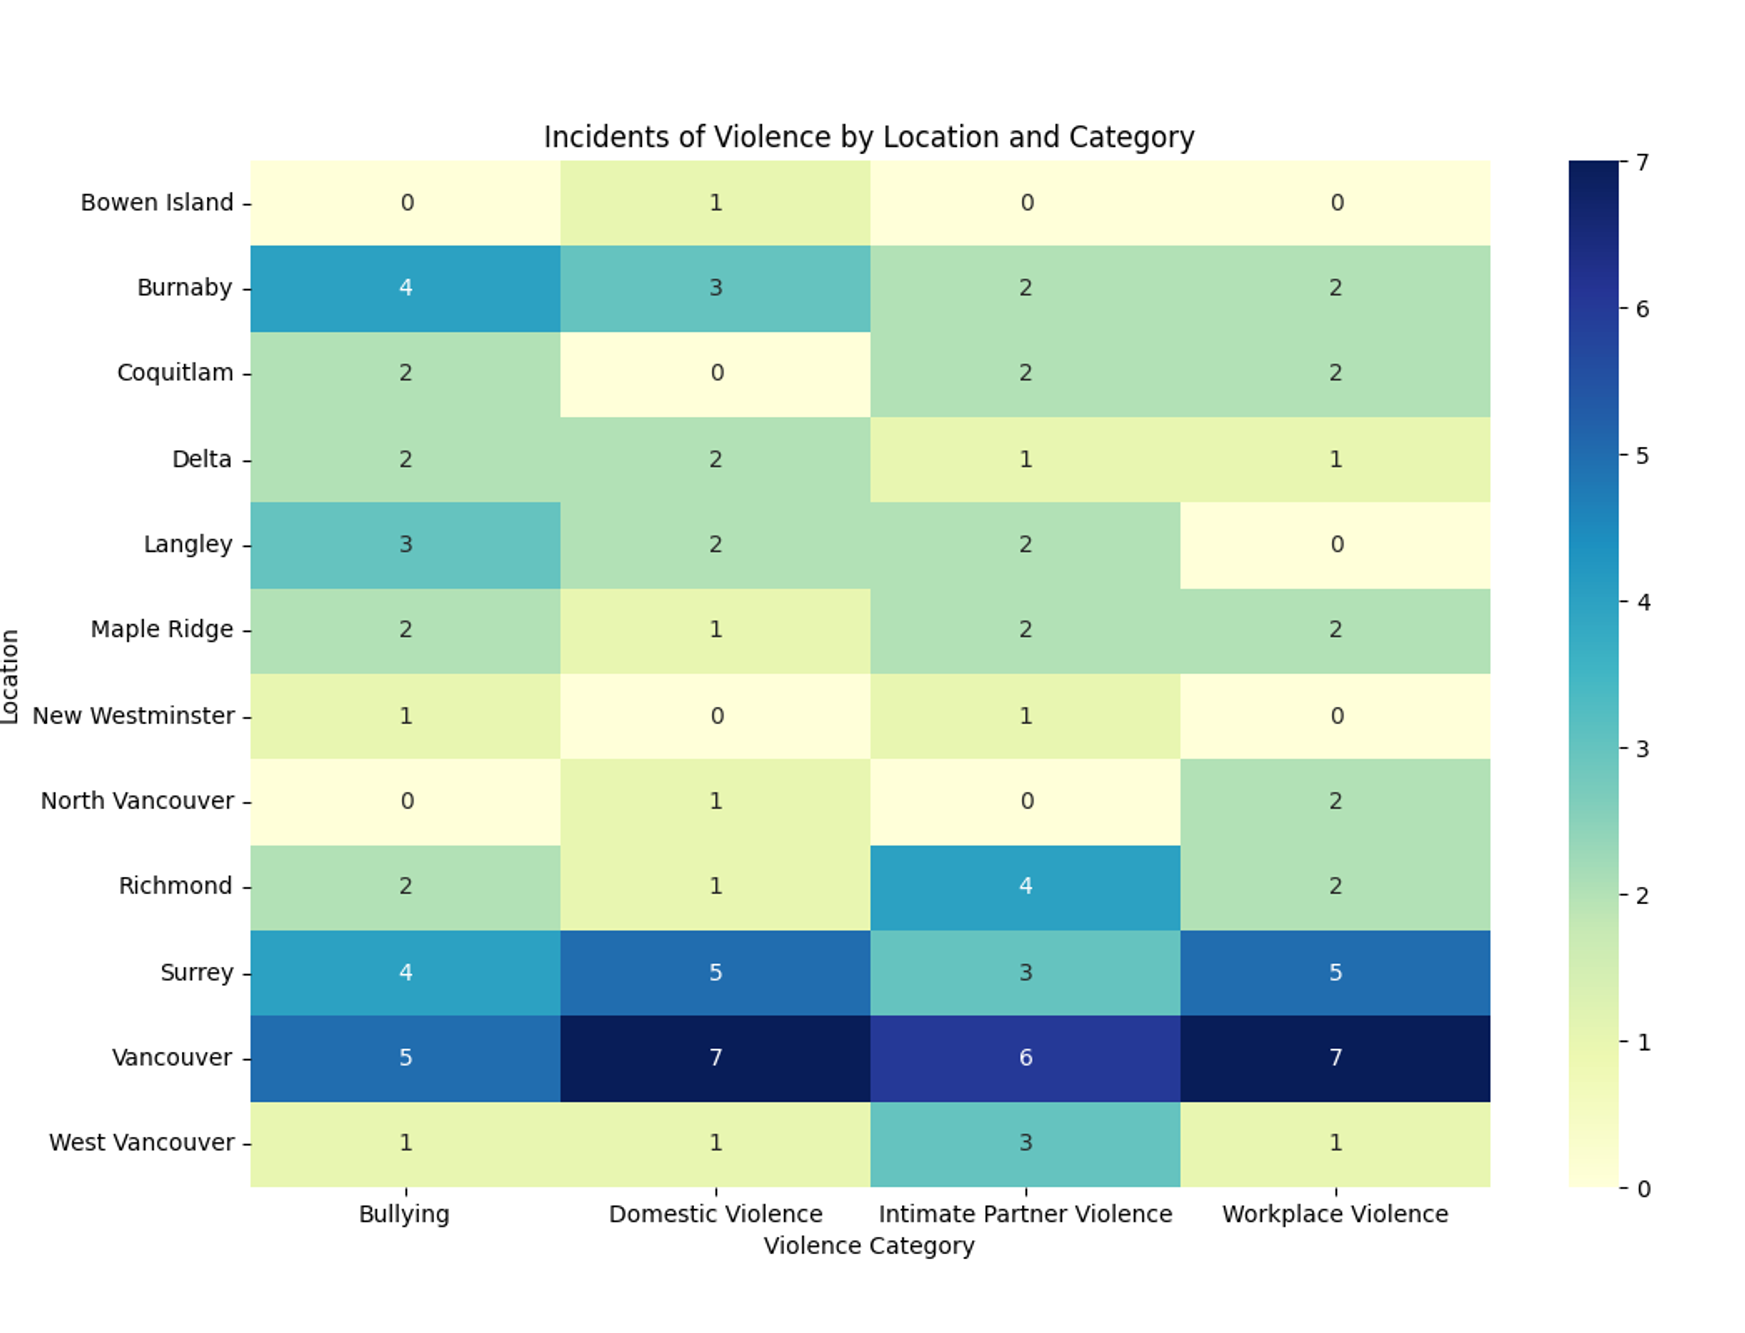 Incidents of Violence by Location and Category
Bowen Island 0 1 0 0
Burnaby 4 3 2 2
Coquitlam 2 0 2 2
Delta 2 2 1 1
Langley 3 2 2 0
Maple Ridge 2 1 2 2
New Westminster 1 0 1 0
North Vancouver 0 1 0 2
Richmond 2 1 4 2
Surrey 4 5 3 5
Vancouver 5 7 6 7
West Vancouver 1 1 3 1
Location
Bullying Domestic Violence Intimate Partner Violence Workplace Violence
Violence Category
7
6
5
4
3
2
1
0